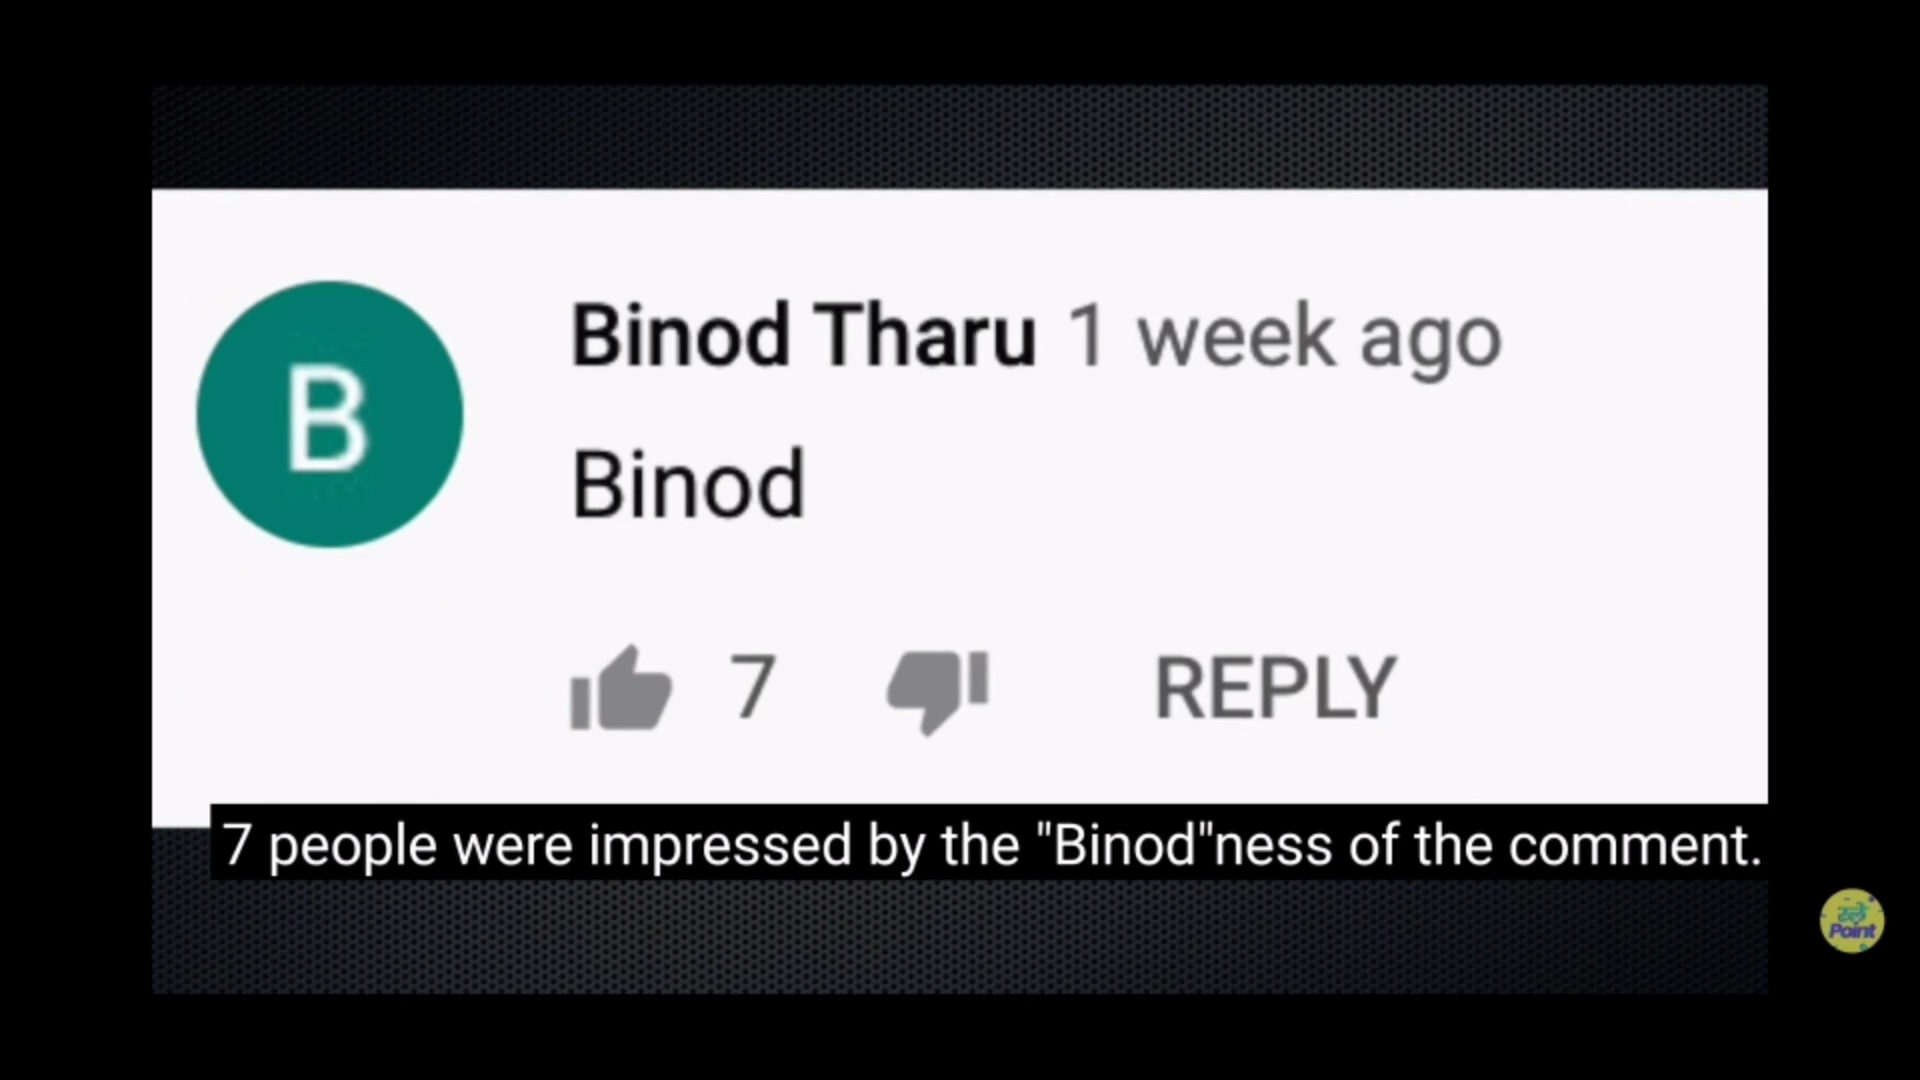 B
Binod Tharu 1 week ago
Binod
7
REPLY
7 people were impressed by the "Binod"ness of the comment.
स्ले
Point